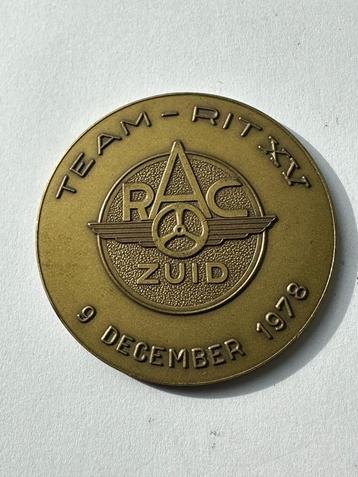 TEAM - RIT XV
RAC
ZUID
9 DECEMBER 1978